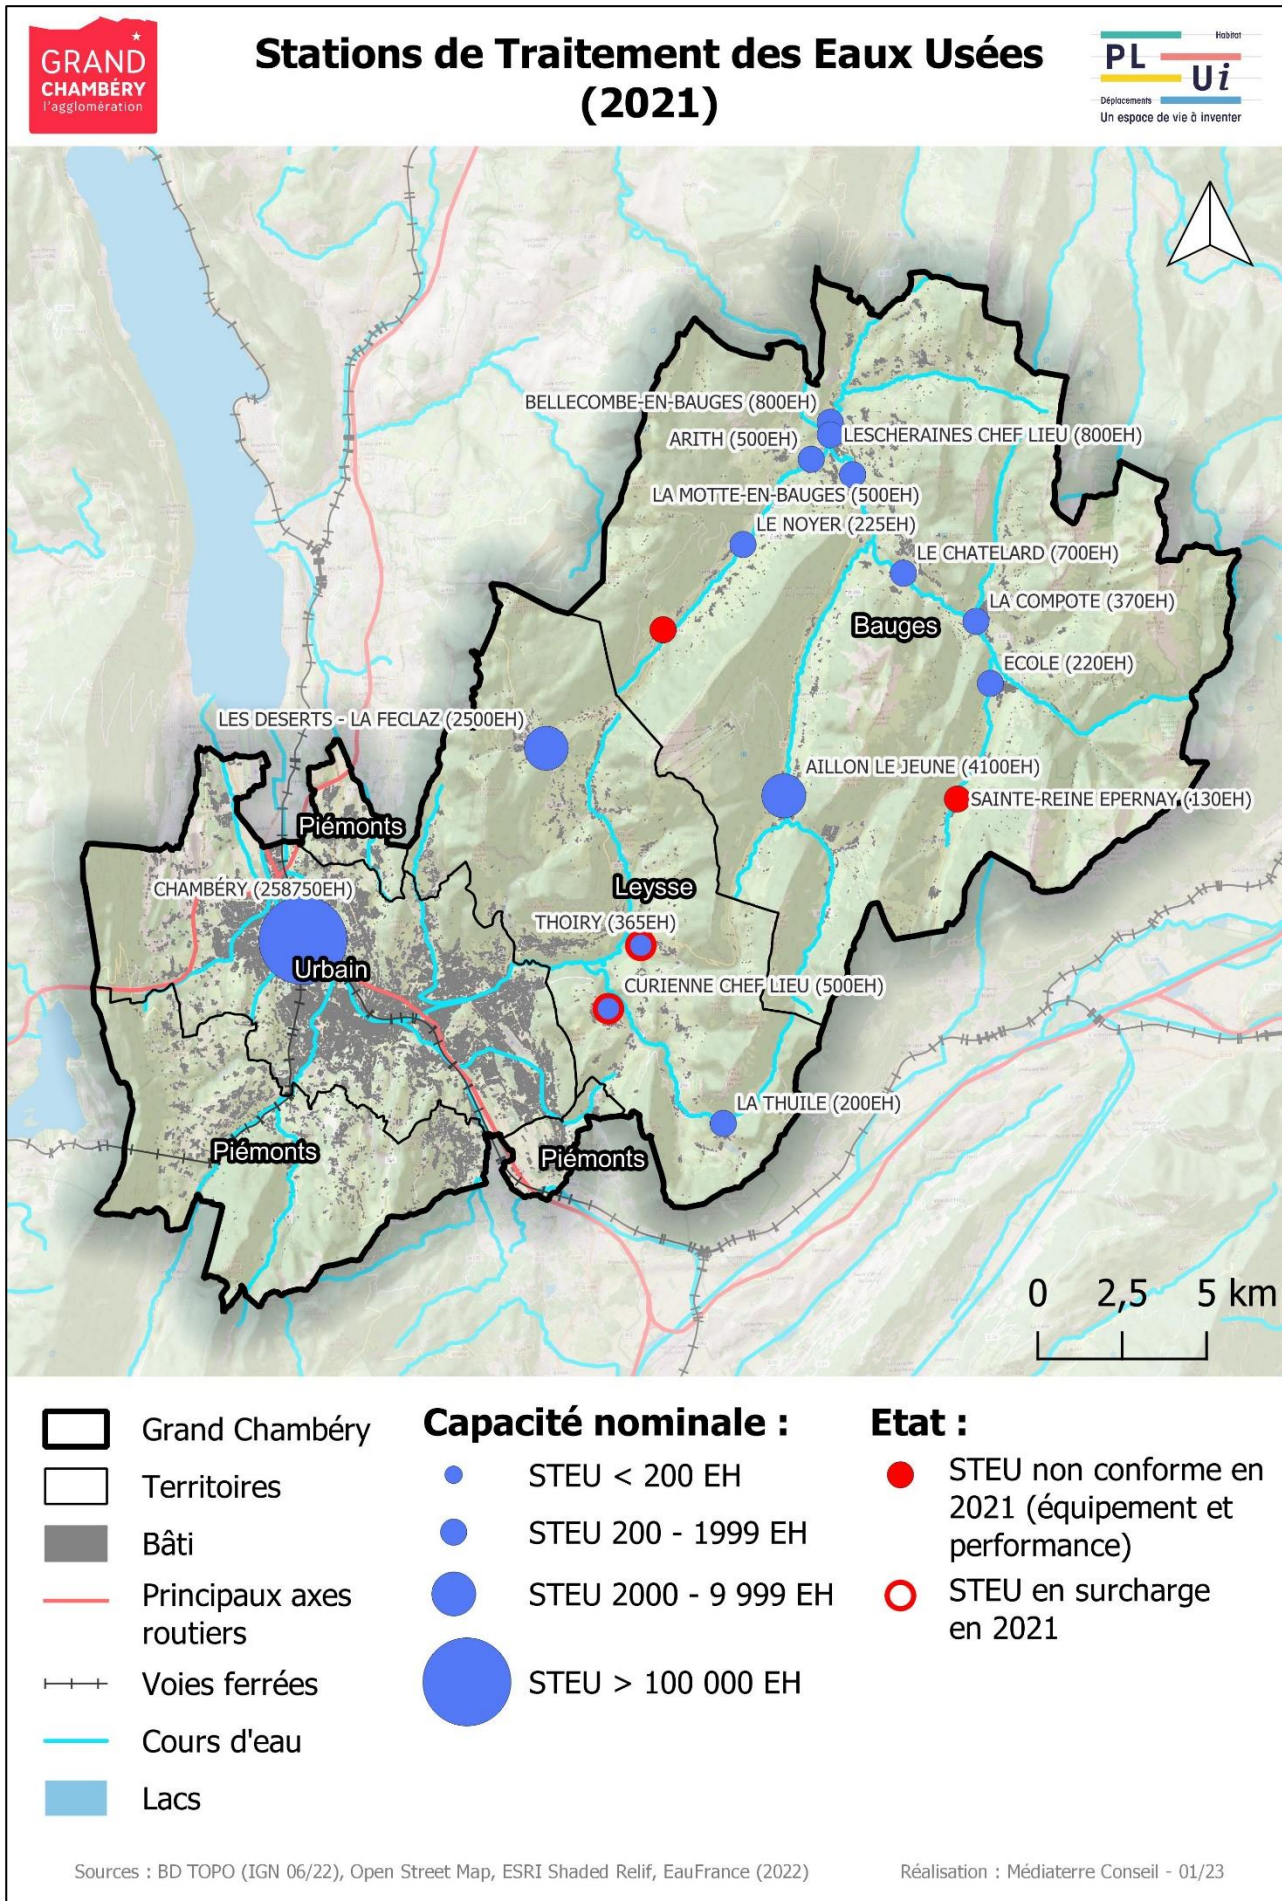 GRAND
CHAMBÉRY
l'agglomération
Stations de Traitement des Eaux Usées
(2021)
Habitat
PL
Ui
Déplacements
Un espace de vie à inventer
BELLECOMBE-EN-BAUGES (800EH)
LESCHERAINES CHEF LIEU (800EH)
ARITH (500EH)
LA MOTTE-EN-BAUGES (500EH)
LE NOYER (225EH)
LE CHATELARD (700EH)
LA COMPOTE (370EH)
Bauges
ECOLE (220EH)
LES DESERTS - LA FECLAZ (2500EH)
AILLON LE JEUNE (4100EH)
SAINTE-REINE EPERNAY (130EH)
Piémonts
CHAMBÉRY (258750EH)
Leysse
THOIRY (365EH)
Urbain
CURIENNE CHEF LIEU (500EH)
LA THUILE (200EH)
Piémonts
Piémonts
0 2,5 5 km
Grand Chambéry
Territoires
Bâti
Principaux axes
routiers
Voies ferrées
Cours d'eau
Lacs
Capacité nominale :
STEU < 200 EH
STEU 200 - 1999 EH
STEU 2000 - 9 999 EH
STEU > 100 000 EH
Etat :
STEU non conforme en
2021 (équipement et
performance)
STEU en surcharge
en 2021
Sources : BD TOPO (IGN 06/22), Open Street Map, ESRI Shaded Relif, EauFrance (2022)
Réalisation : Médiaterre Conseil - 01/23